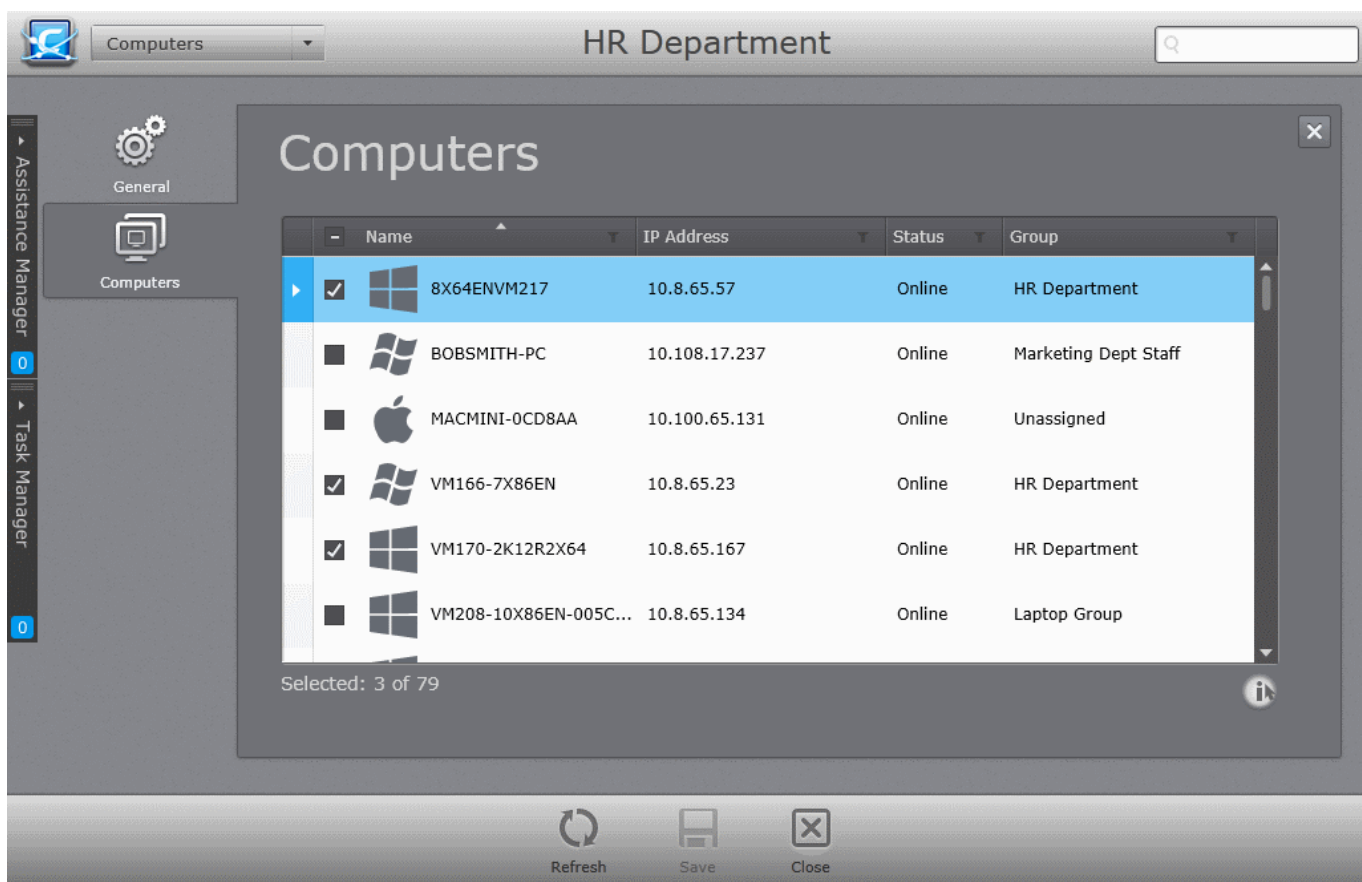 Computers
HR Department
Assistance Manager
0
Task Manager
0
General
Computers
Computers
Name IP Address Status Group
8X64ENVM217 10.8.65.57 Online HR Department
BOBSMITH-PC 10.108.17.237 Online Marketing Dept Staff
MACMINI-0CD8AA 10.100.65.131 Online Unassigned
VM166-7X86EN 10.8.65.23 Online HR Department
VM170-2K12R2X64 10.8.65.167 Online HR Department
VM208-10X86EN-005C... 10.8.65.134 Online Laptop Group
Selected: 3 of 79
Refresh Save Close